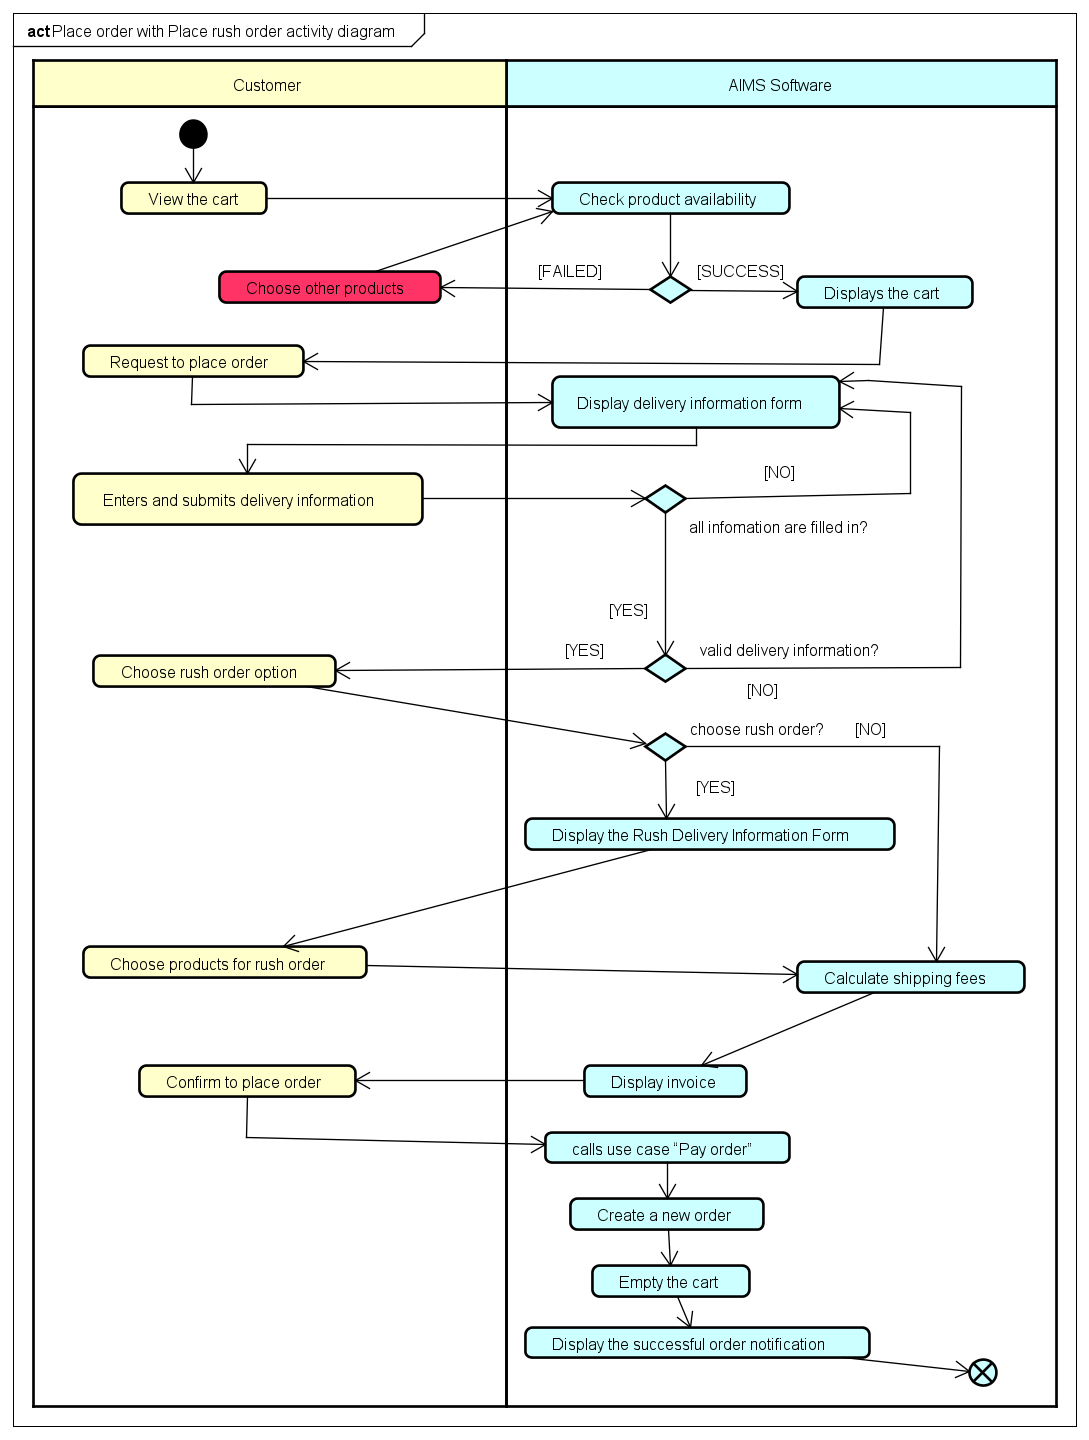 act Place order with Place rush order activity diagram
Customer
AIMS Software
View the cart
Check product availability
[FAILED]
[SUCCESS]
Choose other products
Displays the cart
Request to place order
Display delivery information form
[NO]
Enters and submits delivery information
all infomation are filled in?
[YES]
[YES]
valid delivery information?
Choose rush order option
[NO]
choose rush order?
[NO]
[YES]
Display the Rush Delivery Information Form
Choose products for rush order
Calculate shipping fees
Confirm to place order
Display invoice
calls use case “Pay order”
Create a new order
Empty the cart
Display the successful order notification